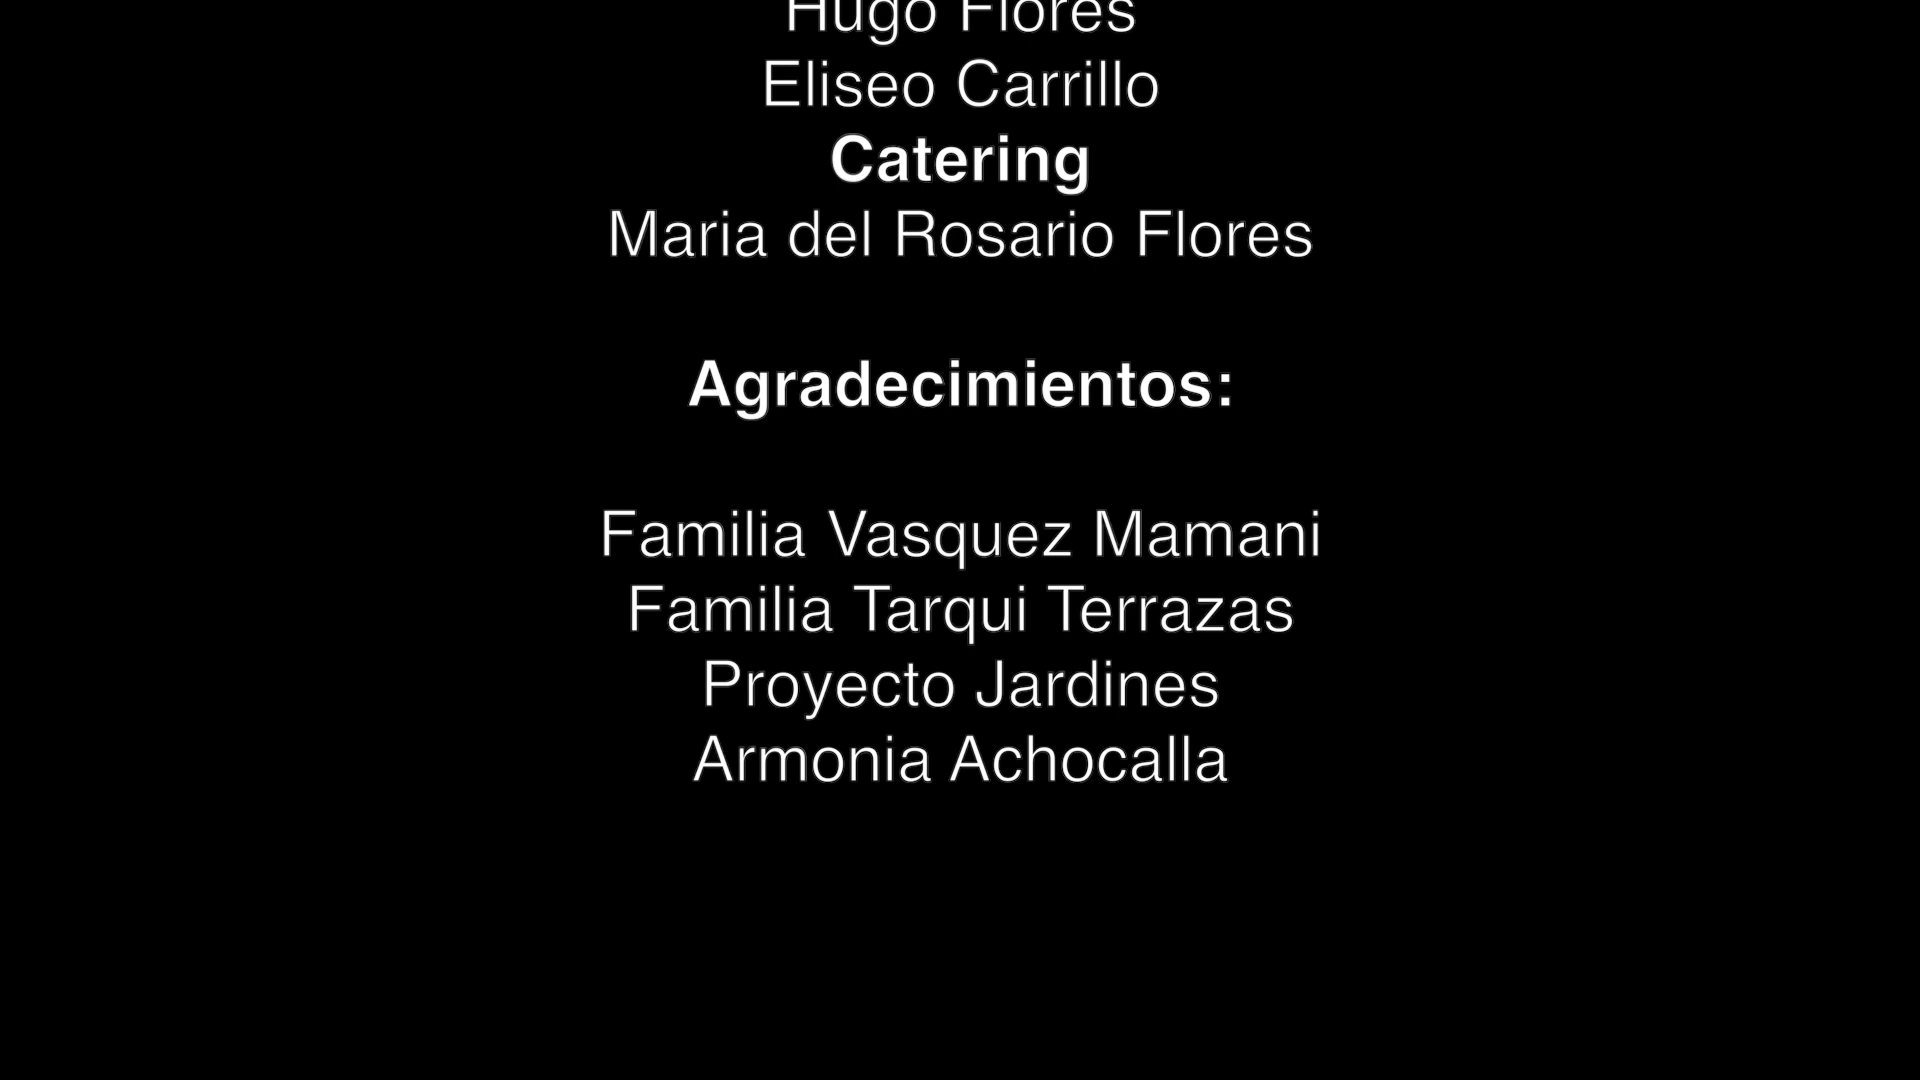 Hugo Flores
Eliseo Carrillo
Catering
Maria del Rosario Flores
Agradecimientos:
Familia Vasquez Mamani
Familia Tarqui Terrazas
Proyecto Jardines
Armonia Achocalla